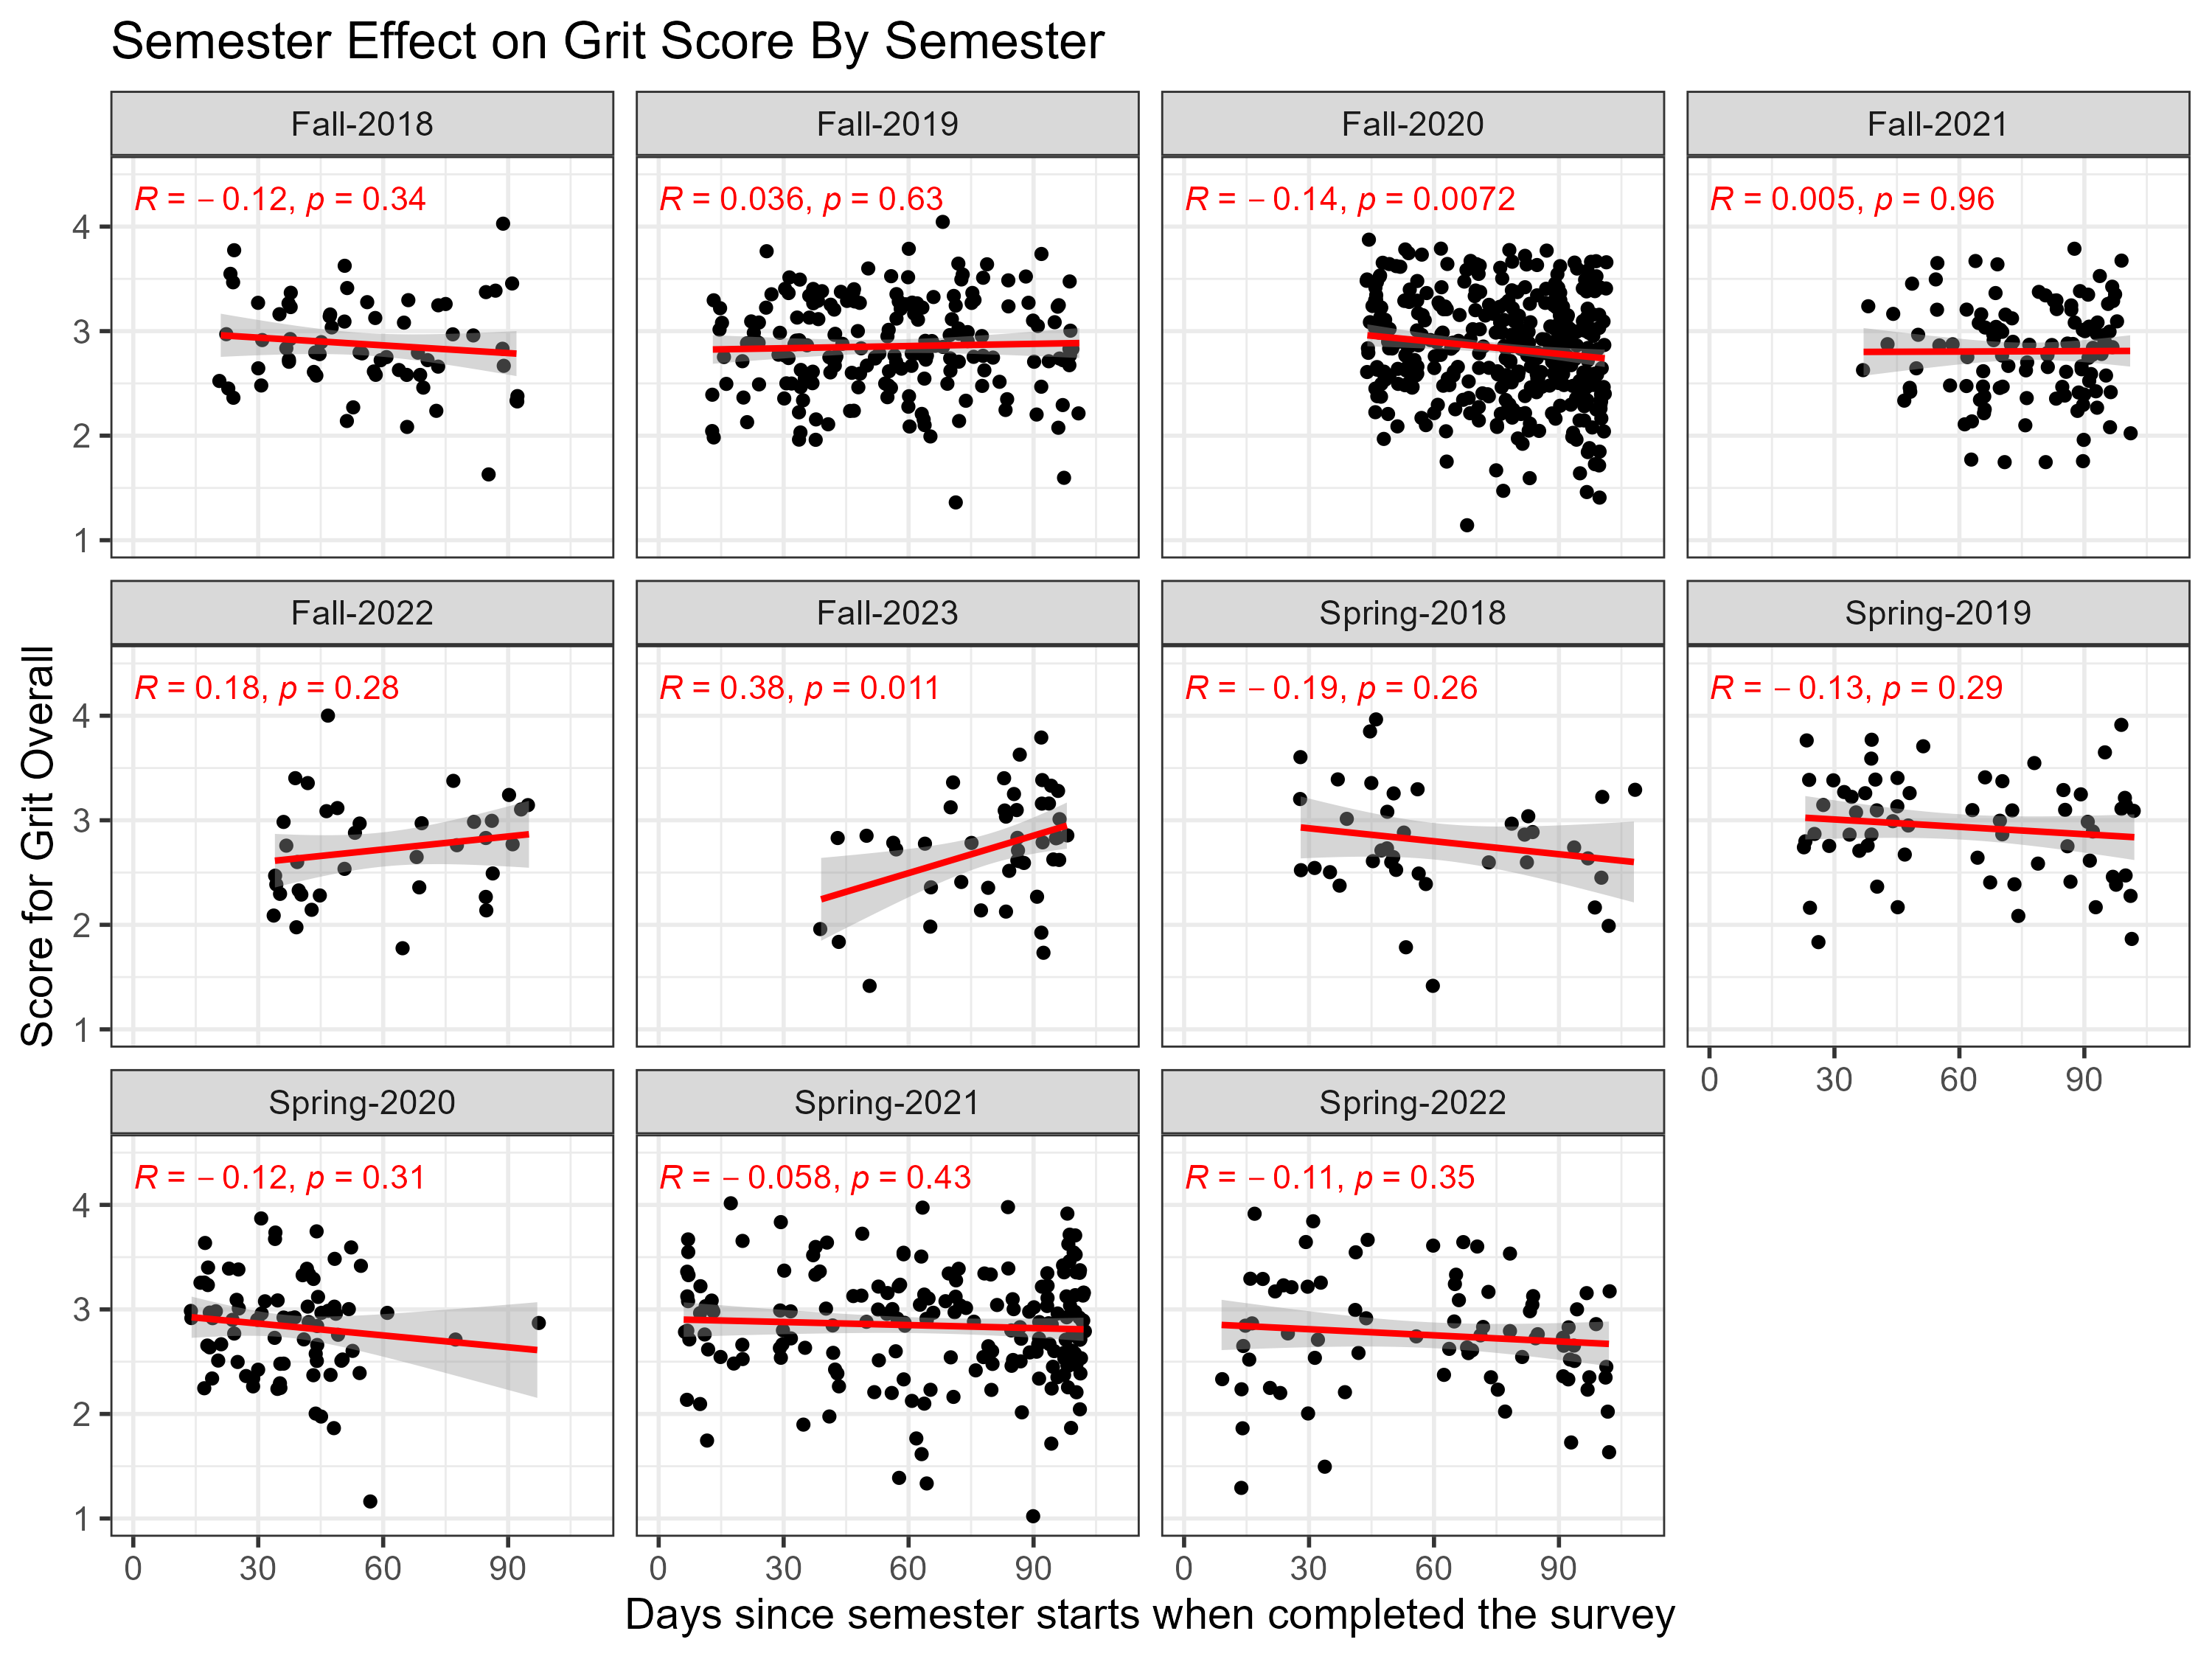 Semester Effect on Grit Score By Semester
Fall-2018
Fall-2019
Fall-2020
Fall-2021
R = − 0.12, p = 0.34
R = 0.036, p = 0.63
R = − 0.14, p = 0.0072
R = 0.005, p = 0.96
4
3
2
1
Fall-2022
Fall-2023
Spring-2018
Spring-2019
R = 0.18, p = 0.28
R = 0.38, p = 0.011
R = − 0.19, p = 0.26
R = − 0.13, p = 0.29
4
3
2
1
0 30 60 90
Score for Grit Overall
Spring-2020
Spring-2021
Spring-2022
R = − 0.12, p = 0.31
R = − 0.058, p = 0.43
R = − 0.11, p = 0.35
4
3
2
1
0 30 60 90
0 30 60 90
0 30 60 90
Days since semester starts when completed the survey